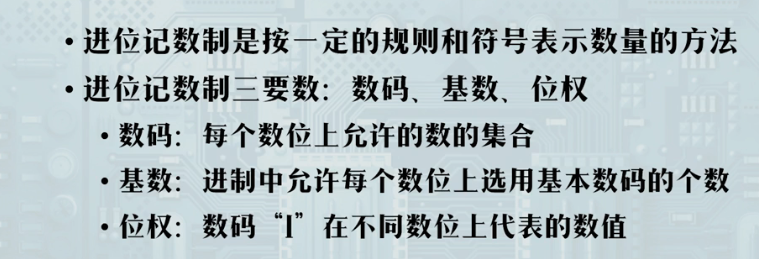 • 进位记数制是按一定的规则和符号表示数量的方法
• 进位记数制三要数：数码、基数、位权
• 数码：每个数位上允许的数的集合
• 基数：进制中允许每个数位上选用基本数码的个数
• 位权：数码“1”在不同数位上代表的数值